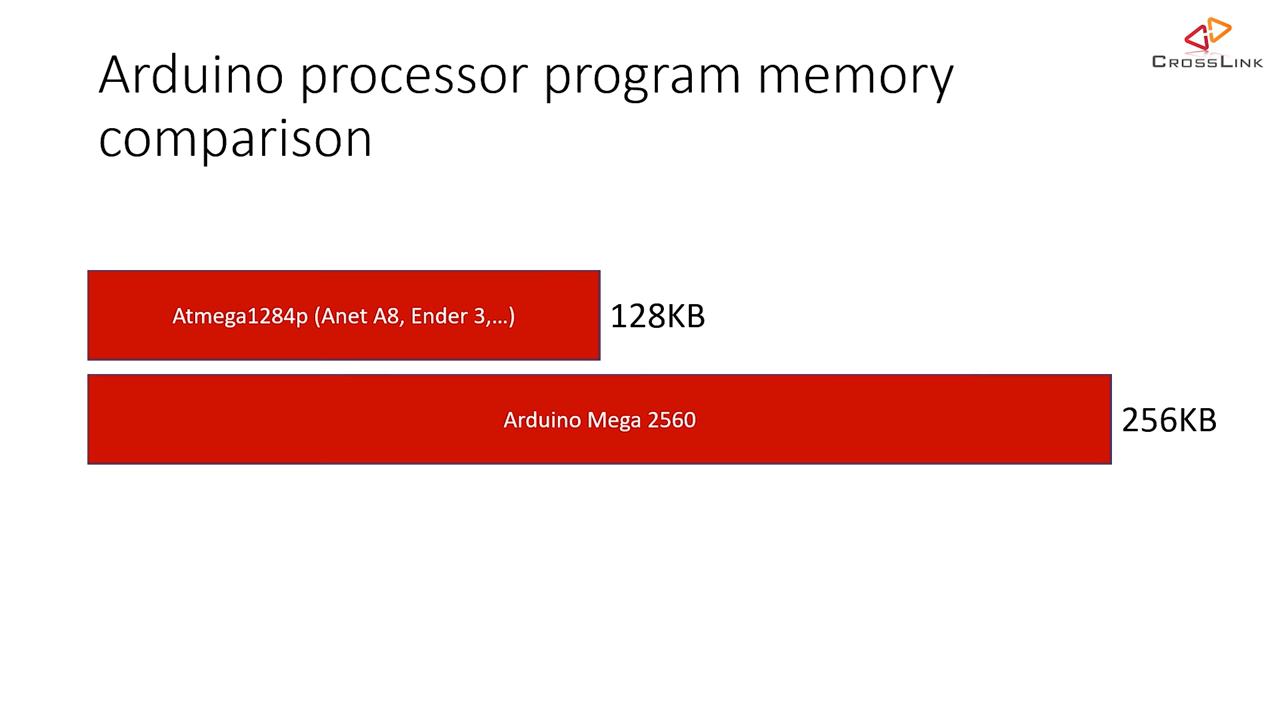 Arduino processor program memory
comparison
CROSSLINK
Atmega1284p (Anet A8, Ender 3,...)
128KB
Arduino Mega 2560
256KB